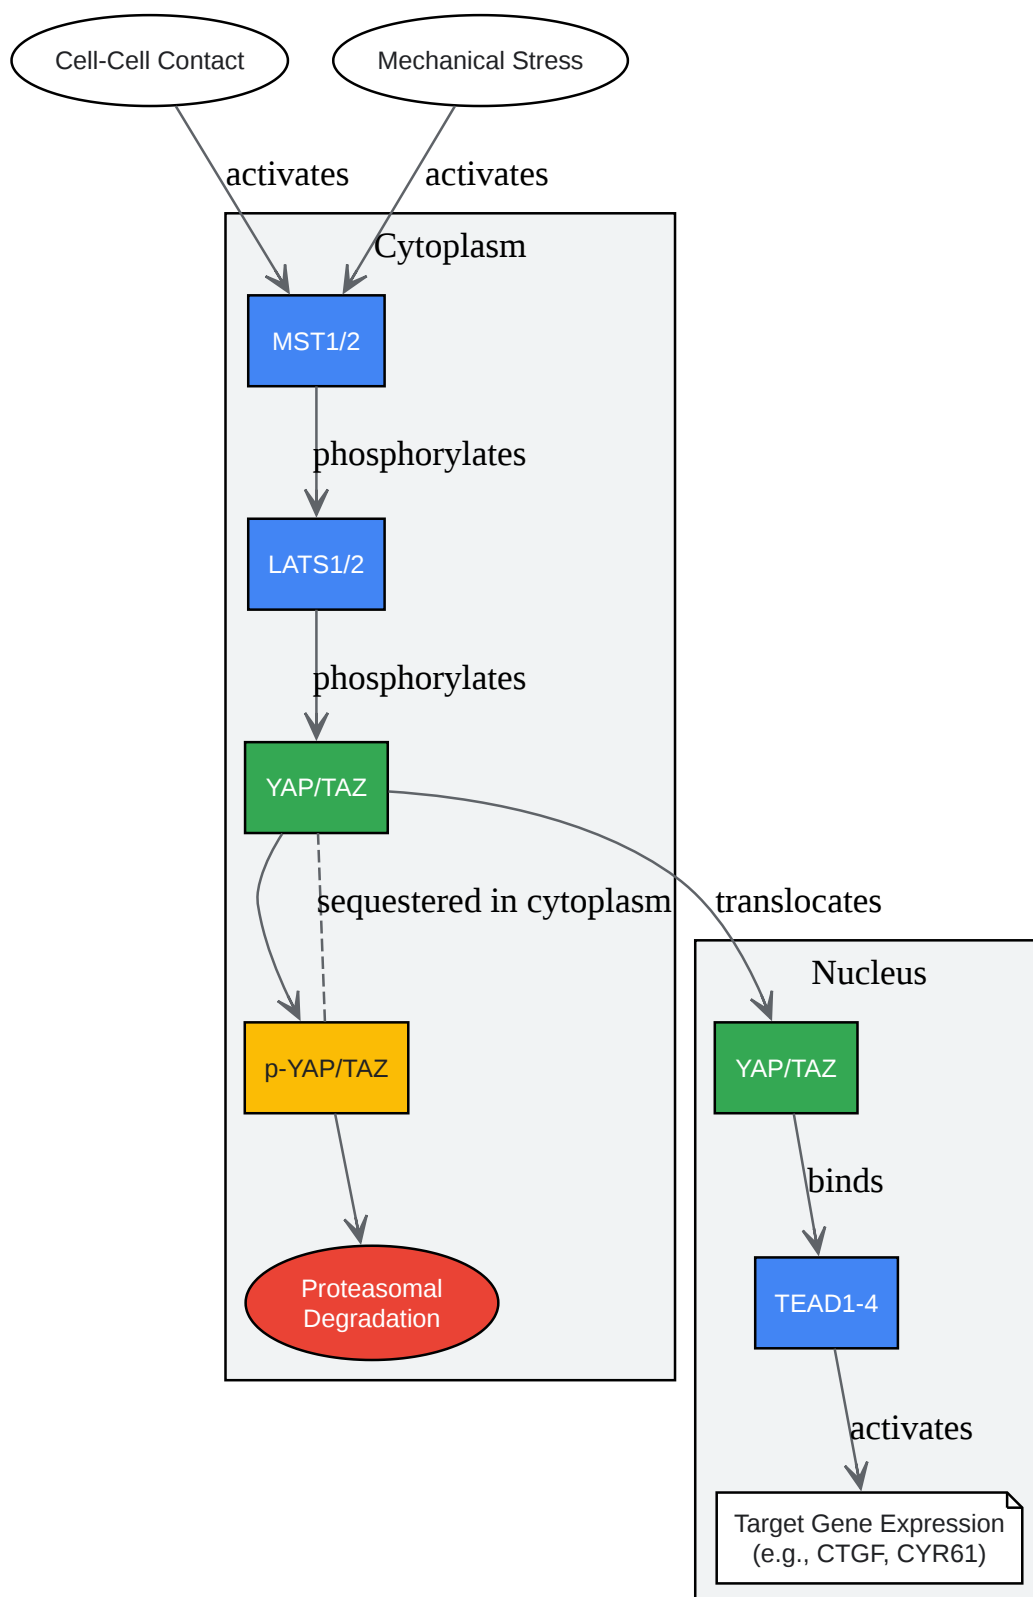 Cell-Cell Contact
Mechanical Stress
activates
activates
Cytoplasm
MST1/2
phosphorylates
LATS1/2
phosphorylates
YAP/TAZ
sequestered in cytoplasm
translocates
Nucleus
p-YAP/TAZ
YAP/TAZ
binds
Proteasomal
Degradation
TEAD1-4
activates
Target Gene Expression
(e.g., CTGF, CYR61)